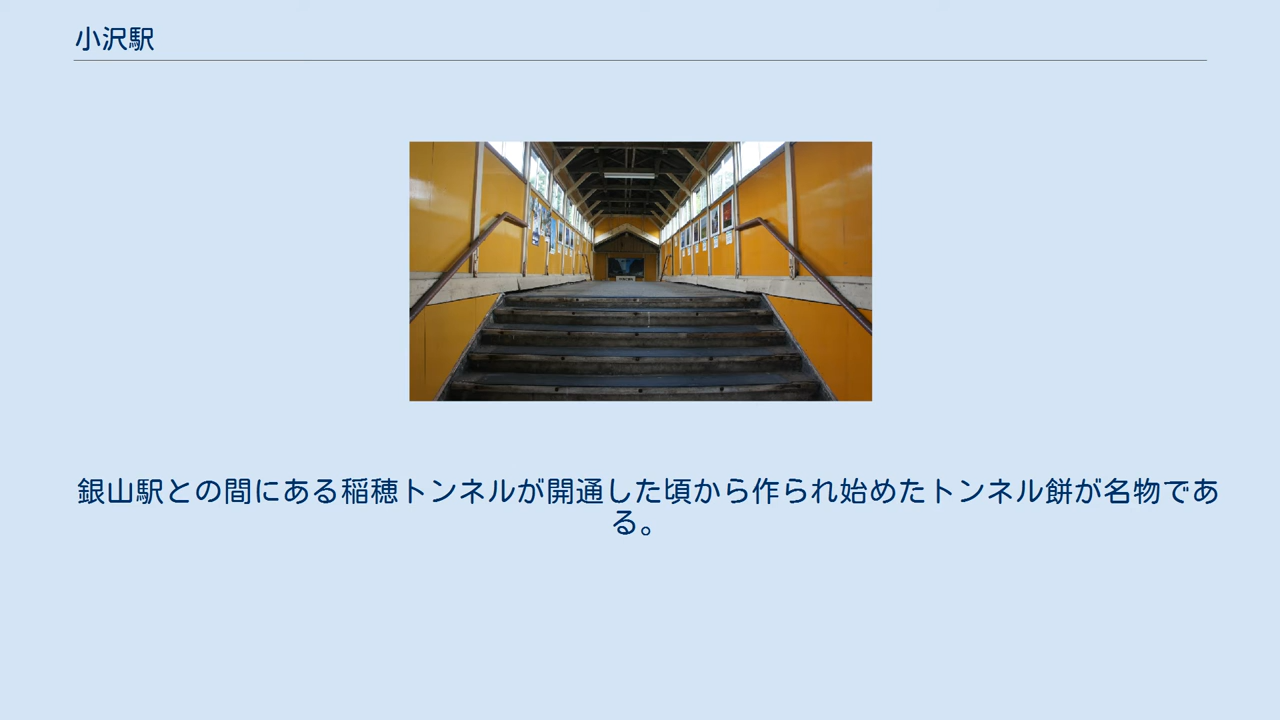 小沢駅
銀山駅との間にある稲穂トンネルが開通した頃から作られ始めたトンネル餅が名物であ
る。